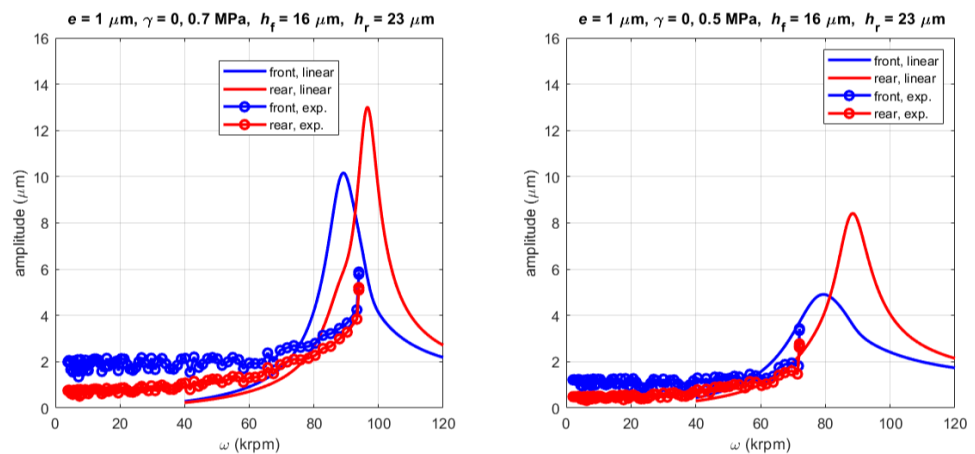 e = 1 μm, γ = 0, 0.7 MPa, h_f = 16 μm, h_r = 23 μm
16
14
12
10
8
6
4
2
0
amplitude (μm)
front, linear
rear, linear
front, exp.
rear, exp.
0 20 40 60 80 100 120
ω (krpm)
e = 1 μm, γ = 0, 0.5 MPa, h_f = 16 μm, h_r = 23 μm
16
14
12
10
8
6
4
2
0
amplitude (μm)
front, linear
rear, linear
front, exp.
rear, exp.
0 20 40 60 80 100 120
ω (krpm)